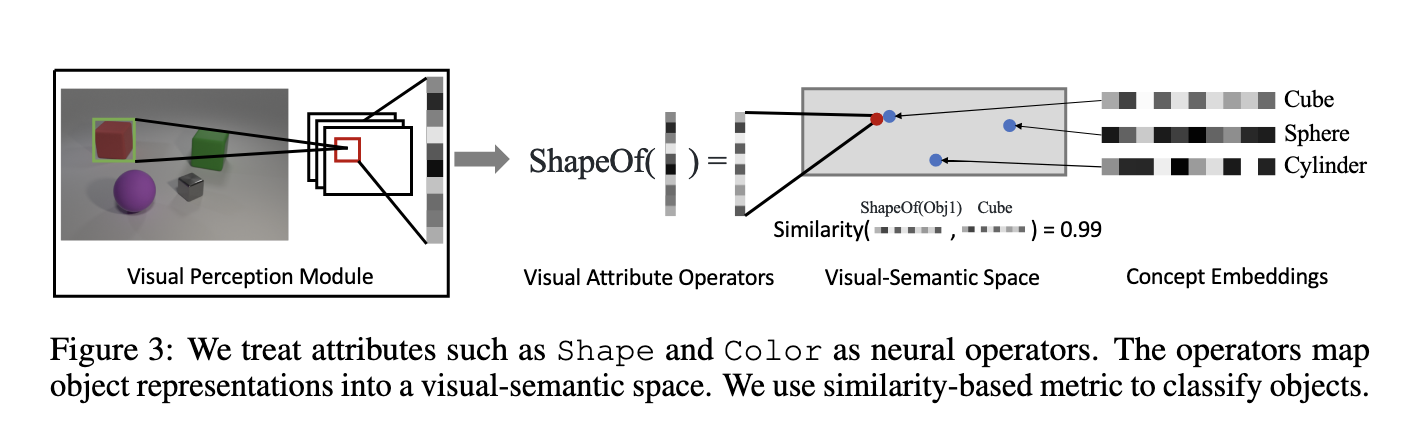 ShapeOf( ) =
Cube
Sphere
Cylinder
ShapeOf(Obj1) Cube
Similarity( , ) = 0.99
Visual Perception Module
Visual Attribute Operators
Visual-Semantic Space
Concept Embeddings
Figure 3: We treat attributes such as Shape and Color as neural operators. The operators map
object representations into a visual-semantic space. We use similarity-based metric to classify objects.